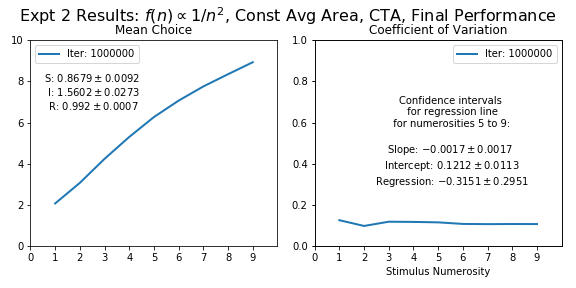 Expt 2 Results: f(n) ∝ 1/n², Const Avg Area, CTA, Final Performance
Mean Choice
Iter: 1000000
S: 0.8679 ± 0.0092
I: 1.5602 ± 0.0273
R: 0.992 ± 0.0007
10
8
6
4
2
0
0 1 2 3 4 5 6 7 8 9
Coefficient of Variation
Iter: 1000000
Confidence intervals
for regression line
for numerosities 5 to 9:
Slope: −0.0017 ± 0.0017
Intercept: 0.1212 ± 0.0113
Regression: −0.3151 ± 0.2951
1.0
0.8
0.6
0.4
0.2
0.0
0 1 2 3 4 5 6 7 8 9
Stimulus Numerosity